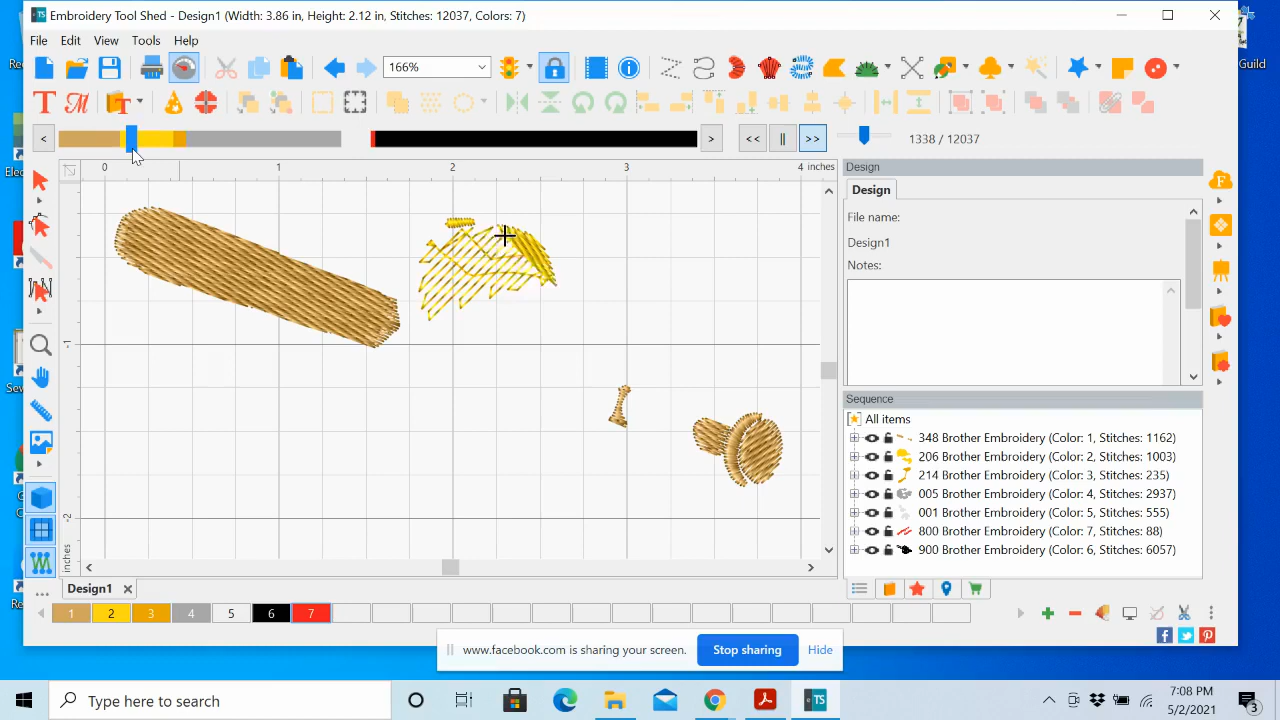 Embroidery Tool Shed - Design1 (Width: 3.86 in, Height: 2.12 in, Stitches: 12037, Colors: 7)
File Edit View Tools Help
166%
< > << || >> 1338 / 12037
0 1 2 3 4 inches
-1
-2
inches
Design
Design
File name:
Design1
Notes:
Sequence
All items
348 Brother Embroidery (Color: 1, Stitches: 1162)
206 Brother Embroidery (Color: 2, Stitches: 1003)
214 Brother Embroidery (Color: 3, Stitches: 235)
005 Brother Embroidery (Color: 4, Stitches: 2937)
001 Brother Embroidery (Color: 5, Stitches: 555)
800 Brother Embroidery (Color: 7, Stitches: 88)
900 Brother Embroidery (Color: 6, Stitches: 6057)
Design1
1 2 3 4 5 6 7
www.facebook.com is sharing your screen. Stop sharing Hide
Guild
Type here to search
7:08 PM
5/2/2021
3